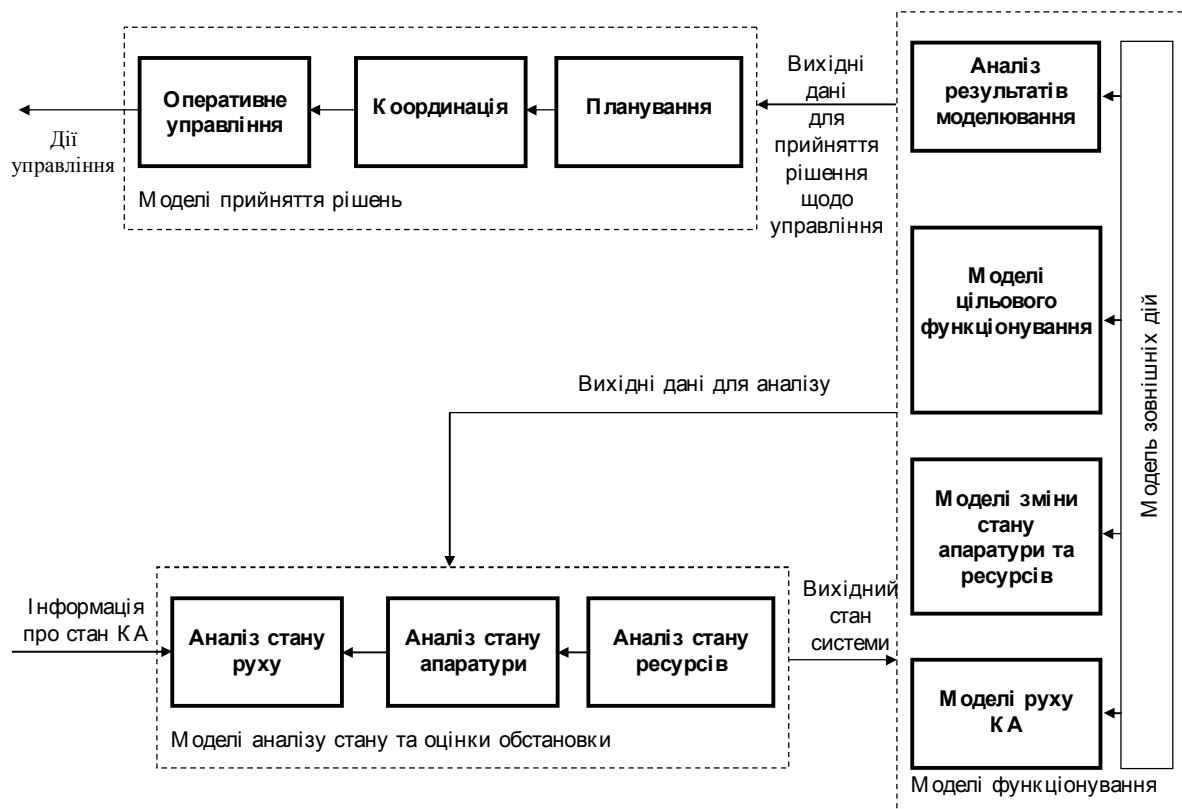 Оперативне
управління
Координація
Планування
Дії
управління
Моделі прийняття рішень
Вихідні
дані
для
прийняття
рішення
щодо
управління
Аналіз
результатів
моделювання
Моделі
цільового
функціонування
Моделі зміни
стану
апаратури та
ресурсів
Моделі руху
КА
Модель зовнішніх дій
Моделі функціонування
Вихідні дані для аналізу
Інформація
про стан КА
Аналіз стану
руху
Аналіз стану
апаратури
Аналіз стану
ресурсів
Моделі аналізу стану та оцінки обстановки
Вихідний
стан
системи